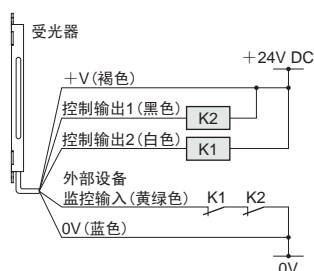 受光器
+24V DC
+V(褐色)
控制输出1(黑色)
K2
控制输出2(白色)
K1
外部设备
监控输入(黄绿色) K1 K2
0V(蓝色)
0V